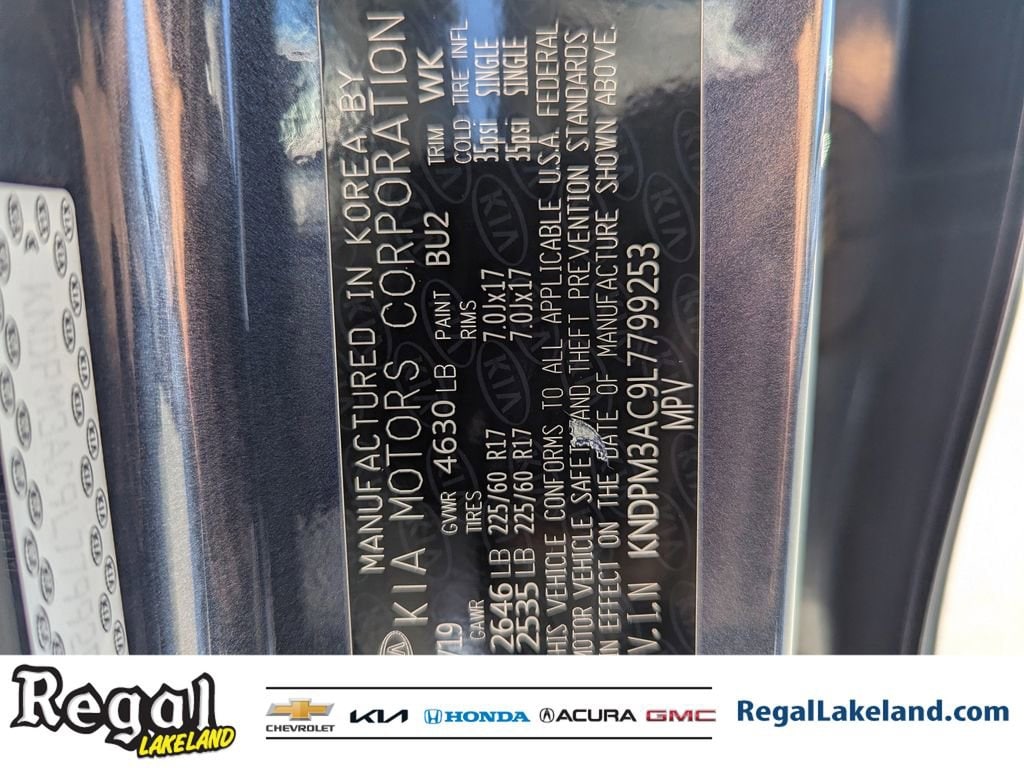 MANUFACTURED IN KOREA BY
KIA MOTORS CORPORATION
/19 GVWR 4630 LB PAINT BU2 TRIM WK
GAWR TIRES RIMS COLD TIRE INFL
2646 LB 225/60 R17 7.0Jx17 35psi SINGLE
2535 LB 225/60 R17 7.0Jx17 35psi SINGLE
HIS VEHICLE CONFORMS TO ALL APPLICABLE U.S.A. FEDERAL
MOTOR VEHICLE SAFETY AND THEFT PREVENTION STANDARDS
IN EFFECT ON THE DATE OF MANUFACTURE SHOWN ABOVE.
V.I.N KNDPM3AC9L7799253
MPV
Regal
LAKELAND
CHEVROLET KIA HONDA ACURA GMC
RegalLakeland.com